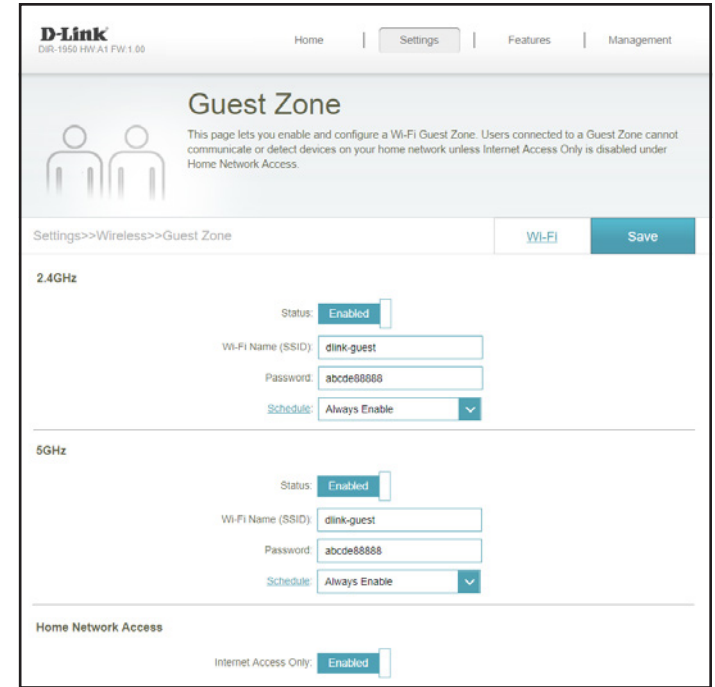 D-Link
DIR-1950 HW:A1 FW:1.00
Home | Settings | Features | Management
Guest Zone
This page lets you enable and configure a Wi-Fi Guest Zone. Users connected to a Guest Zone cannot
communicate or detect devices on your home network unless Internet Access Only is disabled under
Home Network Access.
Settings>>Wireless>>Guest Zone
Wi-Fi
Save
2.4GHz
Status: Enabled
Wi-Fi Name (SSID): dlink-guest
Password: abcde88888
Schedule: Always Enable
5GHz
Status: Enabled
Wi-Fi Name (SSID): dlink-guest
Password: abcde88888
Schedule: Always Enable
Home Network Access
Internet Access Only: Enabled